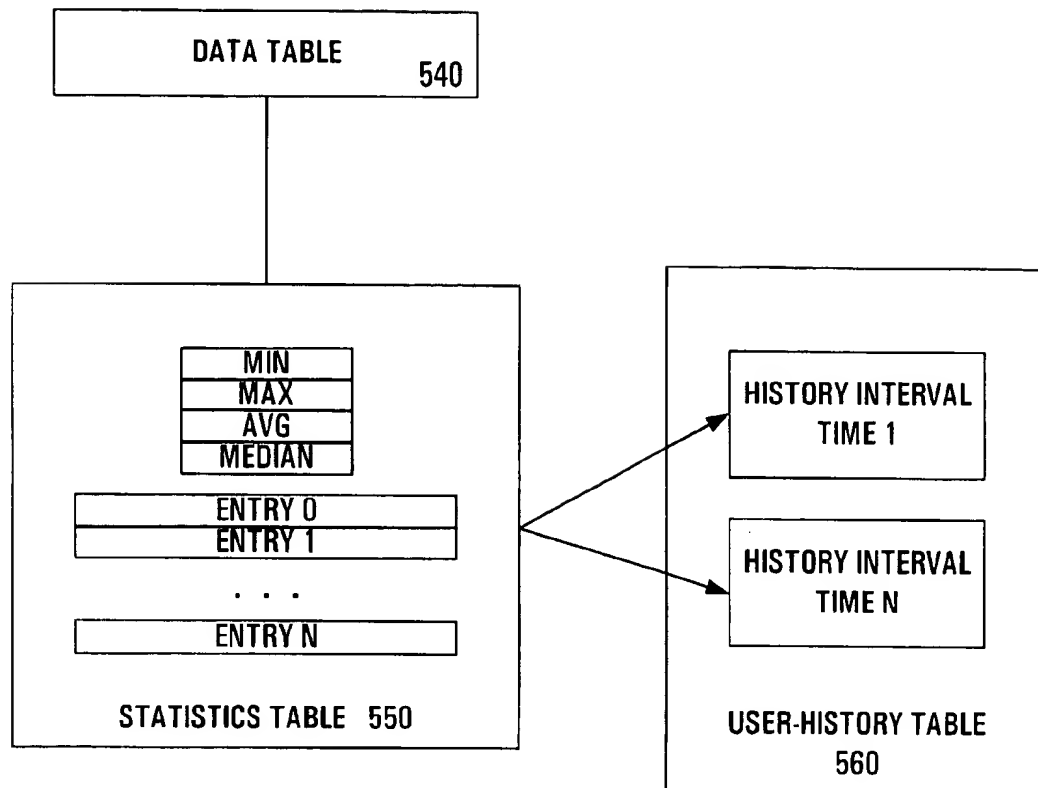 DATA TABLE
540
MIN
MAX
AVG
MEDIAN
ENTRY 0
ENTRY 1
. . .
ENTRY N
STATISTICS TABLE 550
HISTORY INTERVAL
TIME 1
HISTORY INTERVAL
TIME N
USER-HISTORY TABLE
560